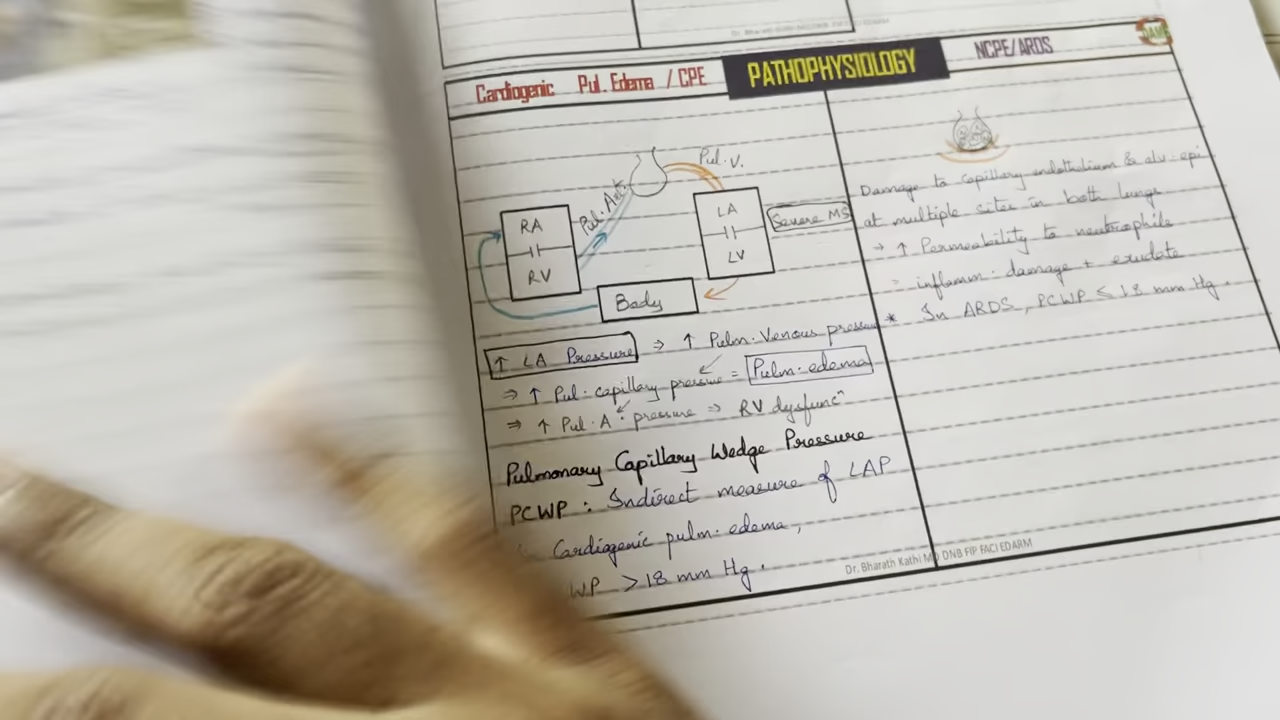 Cardiogenic Pul. Edema / CPE
PATHOPHYSIOLOGY
NCPE/ARDS
Pul. Art.
Pul. V.
RA
RV
LA
LV
Severe MS
Body
↑ LA Pressure ⇒ ↑ Pulm. Venous pressure
⇒ ↑ Pul. capillary pressure = Pulm. edema
⇒ ↑ Pul. A. pressure ⇒ RV dysfuncⁿ
Pulmonary Capillary Wedge Pressure
PCWP : Indirect measure of LAP
Cardiogenic pulm. edema,
WP > 18 mm Hg.
Damage to capillary endothelium & alv. epi
at multiple sites in both lungs
→ ↑ Permeability to neutrophils
inflamm. damage + exudate
* In ARDS, PCWP ≤ 18 mm Hg.
Dr. Bharath Kathi MD DNB FIP FACI EDARM